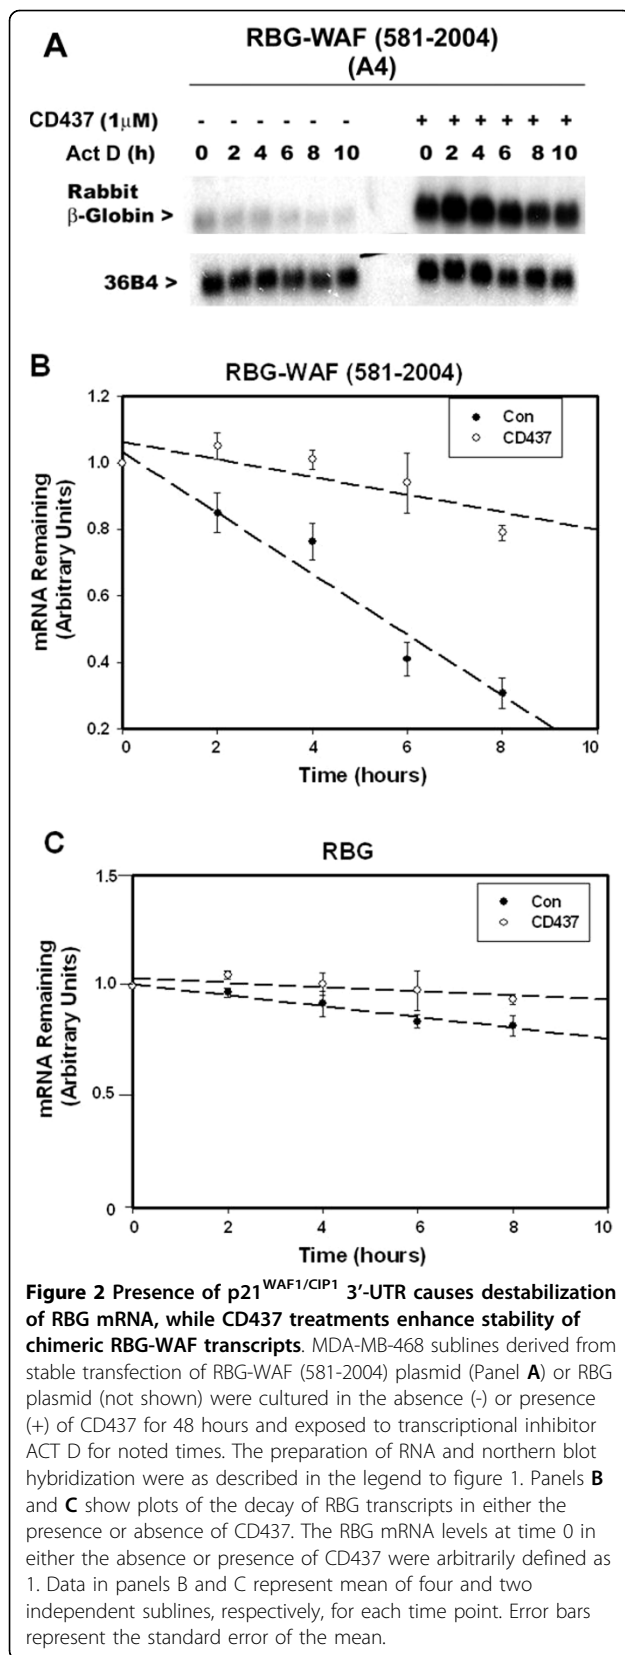 A
RBG-WAF (581-2004)
(A4)
CD437 (1μM) - - - - - - + + + + + +
Act D (h) 0 2 4 6 8 10 0 2 4 6 8 10
Rabbit
β-Globin >
36B4 >
B
RBG-WAF (581-2004)
1.2
1.0
0.8
0.6
0.4
0.2
mRNA Remaining
(Arbitrary Units)
Con
CD437
0 2 4 6 8 10
Time (hours)
C
RBG
1.5
1.0
0.5
0
mRNA Remaining
(Arbitrary Units)
Con
CD437
0 2 4 6 8 10
Time (hours)
Figure 2 Presence of p21WAF1/CIP1 3'-UTR causes destabilization
of RBG mRNA, while CD437 treatments enhance stability of
chimeric RBG-WAF transcripts. MDA-MB-468 sublines derived from
stable transfection of RBG-WAF (581-2004) plasmid (Panel A) or RBG
plasmid (not shown) were cultured in the absence (-) or presence
(+) of CD437 for 48 hours and exposed to transcriptional inhibitor
ACT D for noted times. The preparation of RNA and northern blot
hybridization were as described in the legend to figure 1. Panels B
and C show plots of the decay of RBG transcripts in either the
presence or absence of CD437. The RBG mRNA levels at time 0 in
either the absence or presence of CD437 were arbitrarily defined as
1. Data in panels B and C represent mean of four and two
independent sublines, respectively, for each time point. Error bars
represent the standard error of the mean.